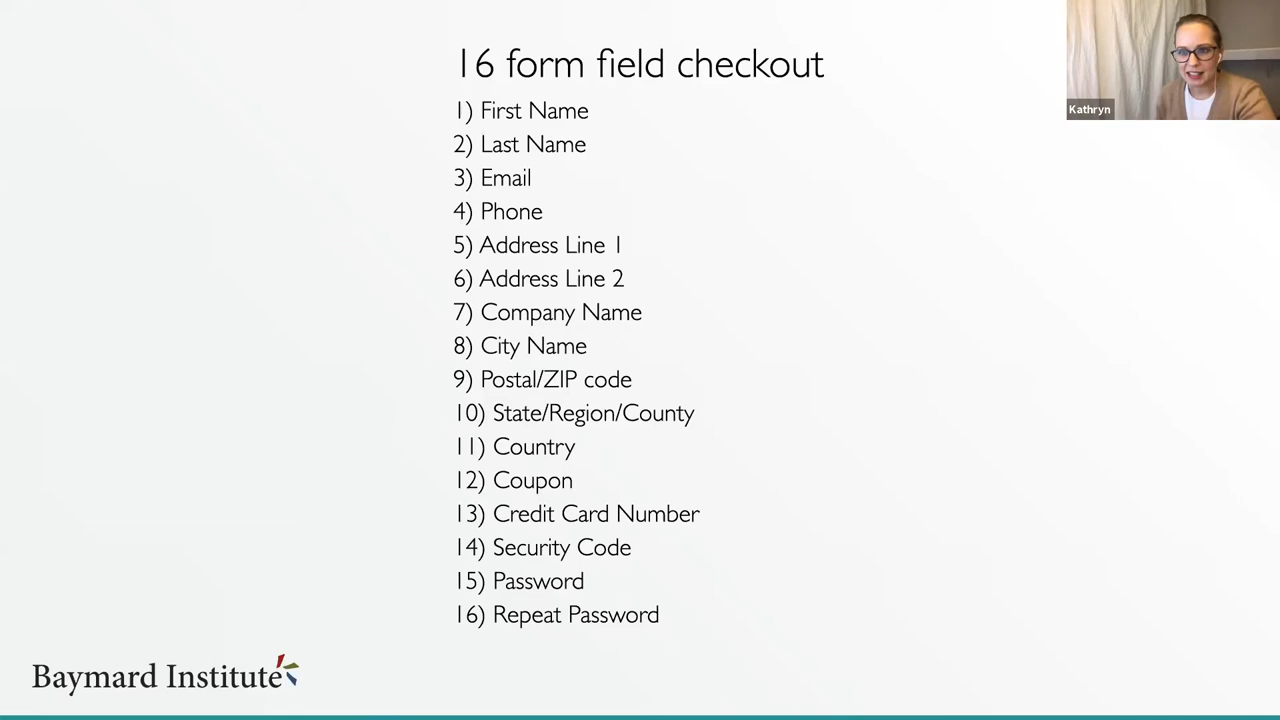 16 form field checkout
1) First Name
2) Last Name
3) Email
4) Phone
5) Address Line 1
6) Address Line 2
7) Company Name
8) City Name
9) Postal/ZIP code
10) State/Region/County
11) Country
12) Coupon
13) Credit Card Number
14) Security Code
15) Password
16) Repeat Password
Kathryn
Baymard Institute